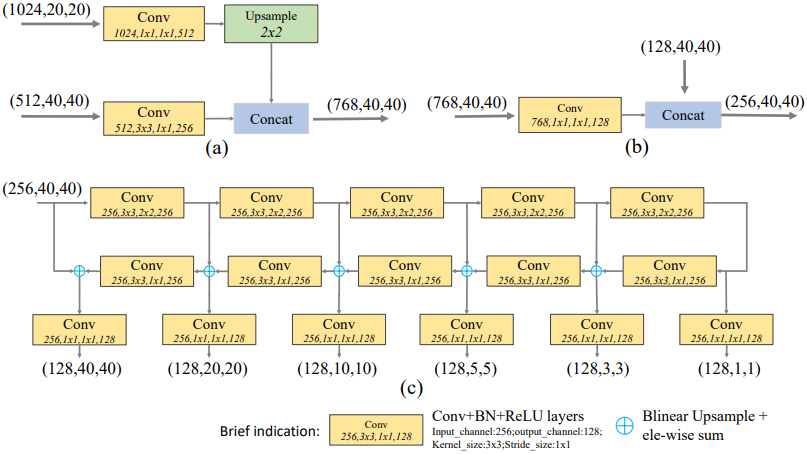 (1024,20,20)
Conv
1024,1x1,1x1,512
Upsample
2x2
(512,40,40)
Conv
512,3x3,1x1,256
Concat
(768,40,40)
(a)
(128,40,40)
(768,40,40)
Conv
768,1x1,1x1,128
Concat
(256,40,40)
(b)
(256,40,40)
Conv
256,3x3,2x2,256
Conv
256,3x3,2x2,256
Conv
256,3x3,2x2,256
Conv
256,3x3,2x2,256
Conv
256,3x3,2x2,256
Conv
256,3x3,1x1,256
Conv
256,3x3,1x1,256
Conv
256,3x3,1x1,256
Conv
256,3x3,1x1,256
Conv
256,3x3,1x1,256
Conv
256,1x1,1x1,128
Conv
256,1x1,1x1,128
Conv
256,1x1,1x1,128
Conv
256,1x1,1x1,128
Conv
256,1x1,1x1,128
Conv
256,1x1,1x1,128
(128,40,40)
(128,20,20)
(128,10,10)
(128,5,5)
(128,3,3)
(128,1,1)
(c)
Brief indication:
Conv
256,3x3,1x1,128
Conv+BN+ReLU layers
Input_channel:256;output_channel:128;
Kernel_size:3x3;Stride_size:1x1
Blinear Upsample +
ele-wise sum